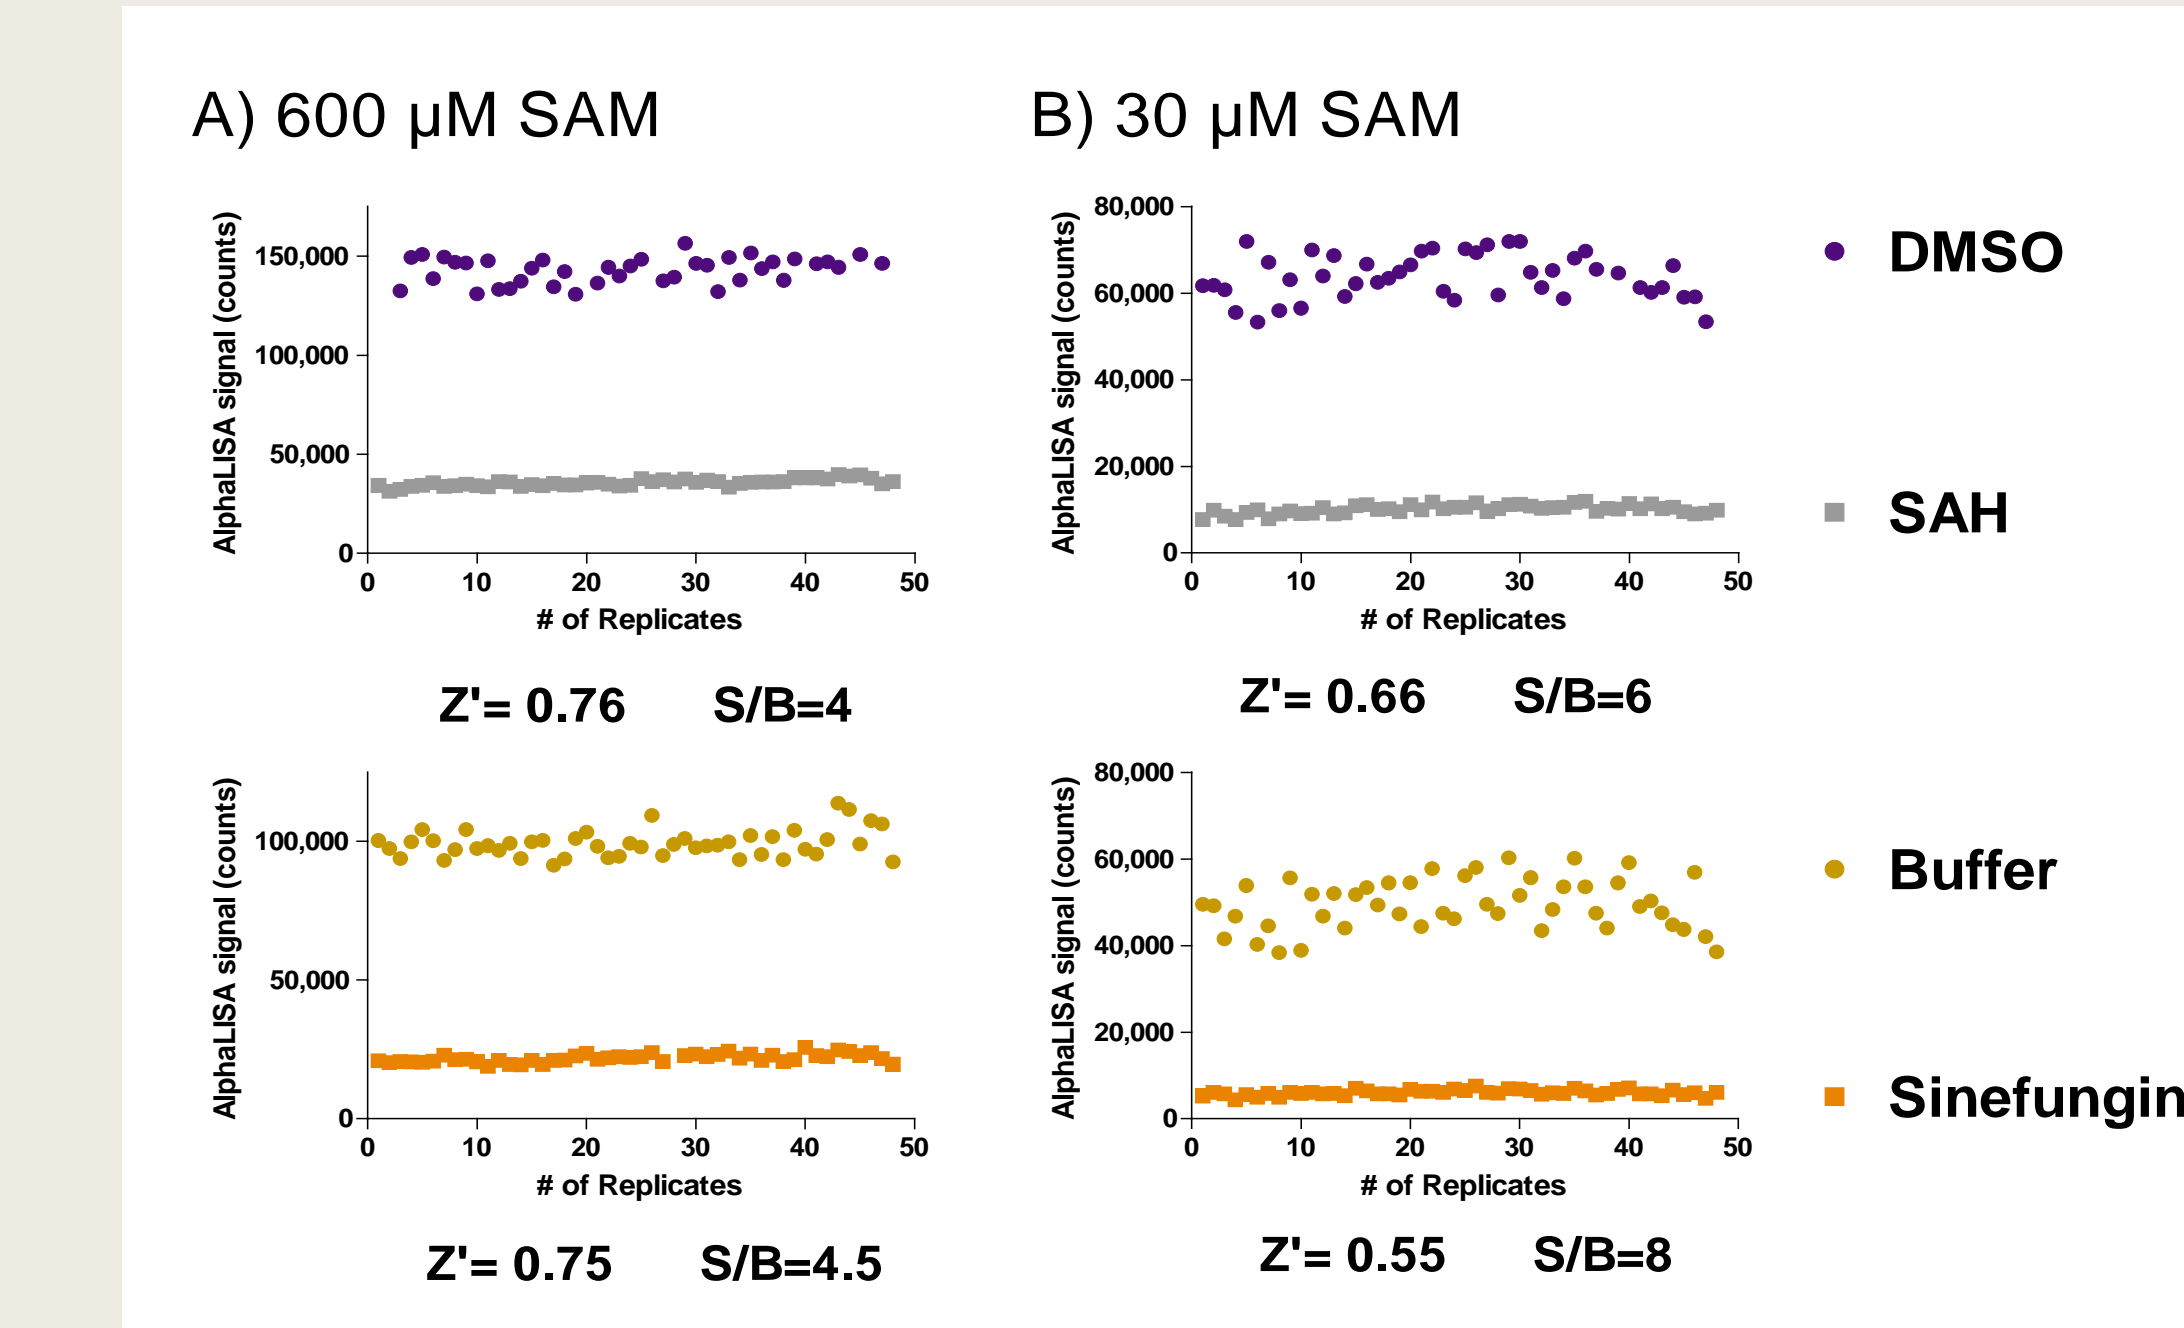 A) 600 µM SAM
B) 30 µM SAM
AlphaLISA signal (counts)
150,000
100,000
50,000
0
0 10 20 30 40 50
# of Replicates
Z'= 0.76 S/B=4
AlphaLISA signal (counts)
80,000
60,000
40,000
20,000
0
0 10 20 30 40 50
# of Replicates
Z'= 0.66 S/B=6
DMSO
SAH
AlphaLISA signal (counts)
100,000
50,000
0
0 10 20 30 40 50
# of Replicates
Z'= 0.75 S/B=4.5
AlphaLISA signal (counts)
80,000
60,000
40,000
20,000
0
0 10 20 30 40 50
# of Replicates
Z'= 0.55 S/B=8
Buffer
Sinefungin